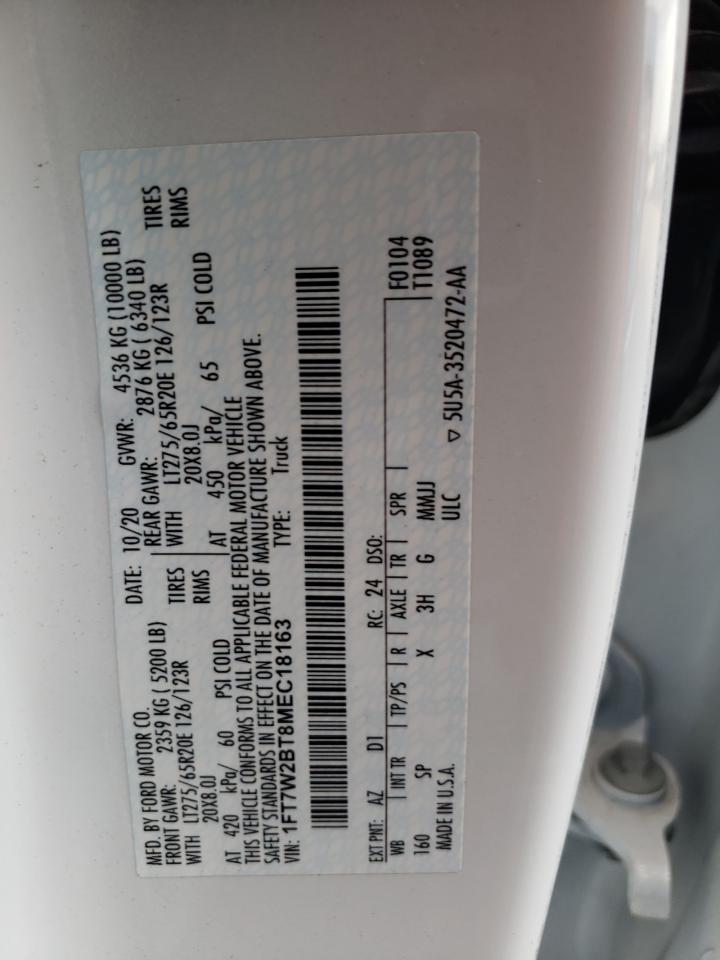 MFD. BY FORD MOTOR CO. DATE: 10/20 GVWR: 4536 KG (10000 LB)
FRONT GAWR: 2359 KG ( 5200 LB) REAR GAWR: 2876 KG ( 6340 LB)
WITH LT275/65R20E 126/123R TIRES WITH LT275/65R20E 126/123R TIRES
20X8.0J RIMS 20X8.0J RIMS
AT 420 kPa/ 60 PSI COLD AT 450 kPa/ 65 PSI COLD
THIS VEHICLE CONFORMS TO ALL APPLICABLE FEDERAL MOTOR VEHICLE
SAFETY STANDARDS IN EFFECT ON THE DATE OF MANUFACTURE SHOWN ABOVE.
VIN: 1FT7W2BT8MEC18163 TYPE: Truck
EXT PNT: AZ D1 RC: 24 DSO: F0104
WB INT TR TP/PS R AXLE TR SPR T1089
160 SP X 3H G MMJJ
MADE IN U.S.A. ULC ▽ 5U5A-3520472-AA